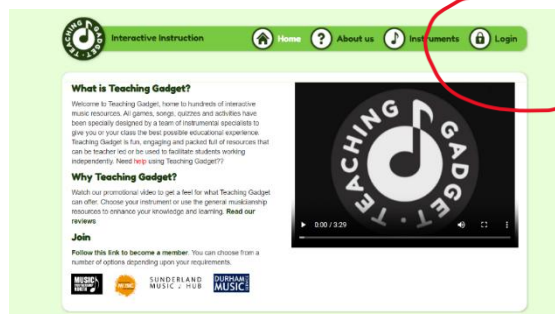 TEACHING GADGET
Interactive Instruction
Home
About us
Instruments
Login
What is Teaching Gadget?
Welcome to Teaching Gadget, home to hundreds of interactive
music resources. All games, songs, quizzes and activities have
been specially designed by a team of instrumental specialists to
give you or your class the best possible educational experience.
Teaching Gadget is fun, engaging and packed full of resources that
can be teacher led or be used to facilitate students working
independently. Need help using Teaching Gadget??
Why Teaching Gadget?
Watch our promotional video to get a feel for what Teaching Gadget
can offer. Choose your instrument or use the general musicianship
resources to enhance your knowledge and learning. Read our
reviews
Join
Follow this link to become a member. You can choose from a
number of options depending upon your requirements.
MUSIC
SUNDERLAND
MUSIC HUB
DURHAM
MUSIC
TEACHING GADGET
0:00 / 3:29